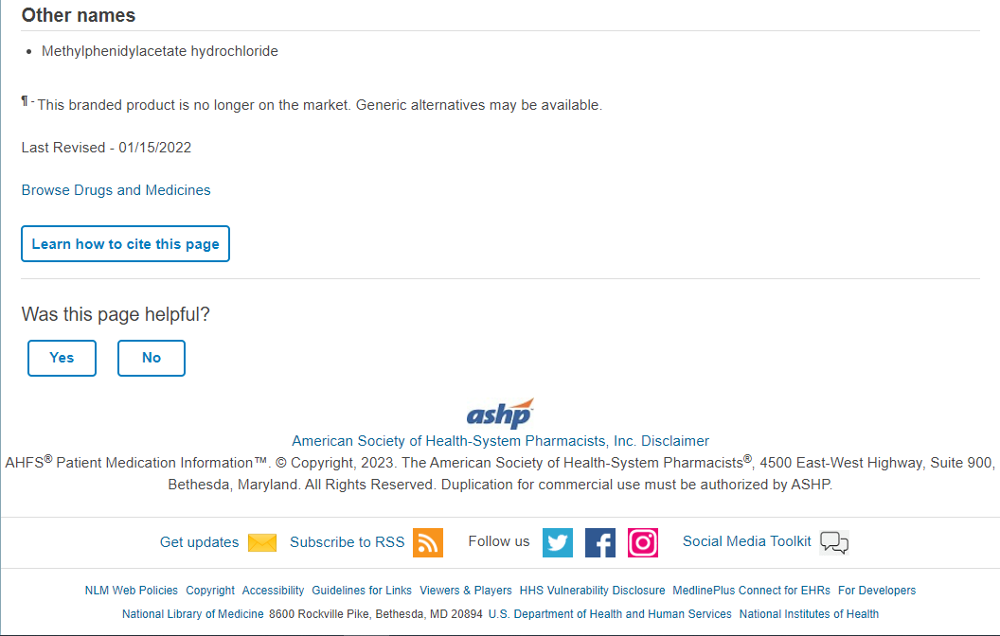 Other names
• Methylphenidylacetate hydrochloride
¶ - This branded product is no longer on the market. Generic alternatives may be available.
Last Revised - 01/15/2022
Browse Drugs and Medicines
Learn how to cite this page
Was this page helpful?
Yes No
ashp
American Society of Health-System Pharmacists, Inc. Disclaimer
AHFS® Patient Medication Information™. © Copyright, 2023. The American Society of Health-System Pharmacists®, 4500 East-West Highway, Suite 900,
Bethesda, Maryland. All Rights Reserved. Duplication for commercial use must be authorized by ASHP.
Get updates Subscribe to RSS Follow us Social Media Toolkit
NLM Web Policies Copyright Accessibility Guidelines for Links Viewers & Players HHS Vulnerability Disclosure MedlinePlus Connect for EHRs For Developers
National Library of Medicine 8600 Rockville Pike, Bethesda, MD 20894 U.S. Department of Health and Human Services National Institutes of Health